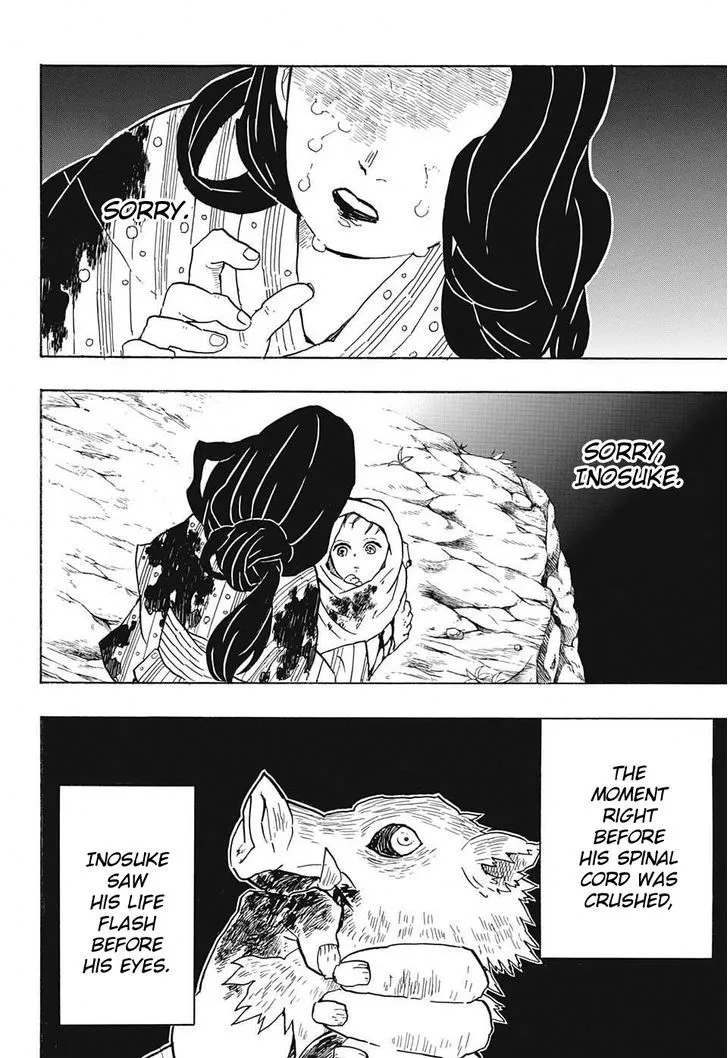 SORRY.
SORRY,
INOSUKE.
THE
MOMENT
RIGHT
BEFORE
HIS SPINAL
CORD WAS
CRUSHED,
INOSUKE
SAW
HIS LIFE
FLASH
BEFORE
HIS EYES.